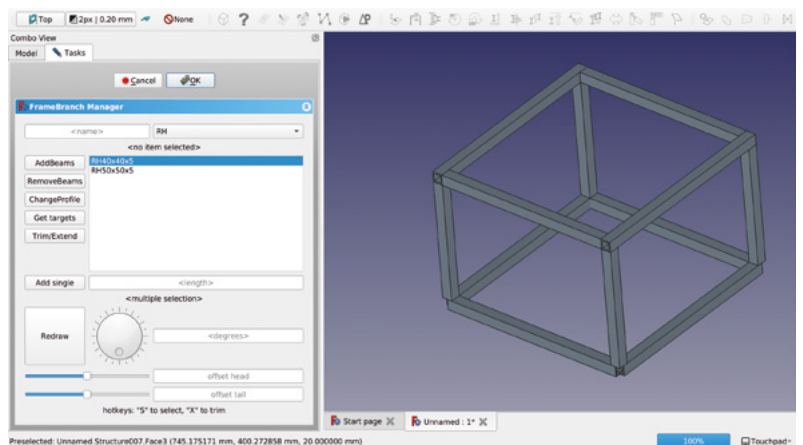 Top 2px | 0.20 mm None
Combo View
Model Tasks
Cancel OK
FrameBranch Manager
<name> RH
<no item selected>
AddBeams RH40x40x5
RemoveBeams RH50x50x5
ChangeProfile
Get targets
Trim/Extend
Add single <length>
<multiple selection>
Redraw <degrees>
offset head
offset tail
hotkeys: "S" to select, "X" to trim
Start page Unnamed : 1*
Preselected: Unnamed.Structure007.Face3 (745.175171 mm, 400.272858 mm, 20.000000 mm) 100% Touchpad